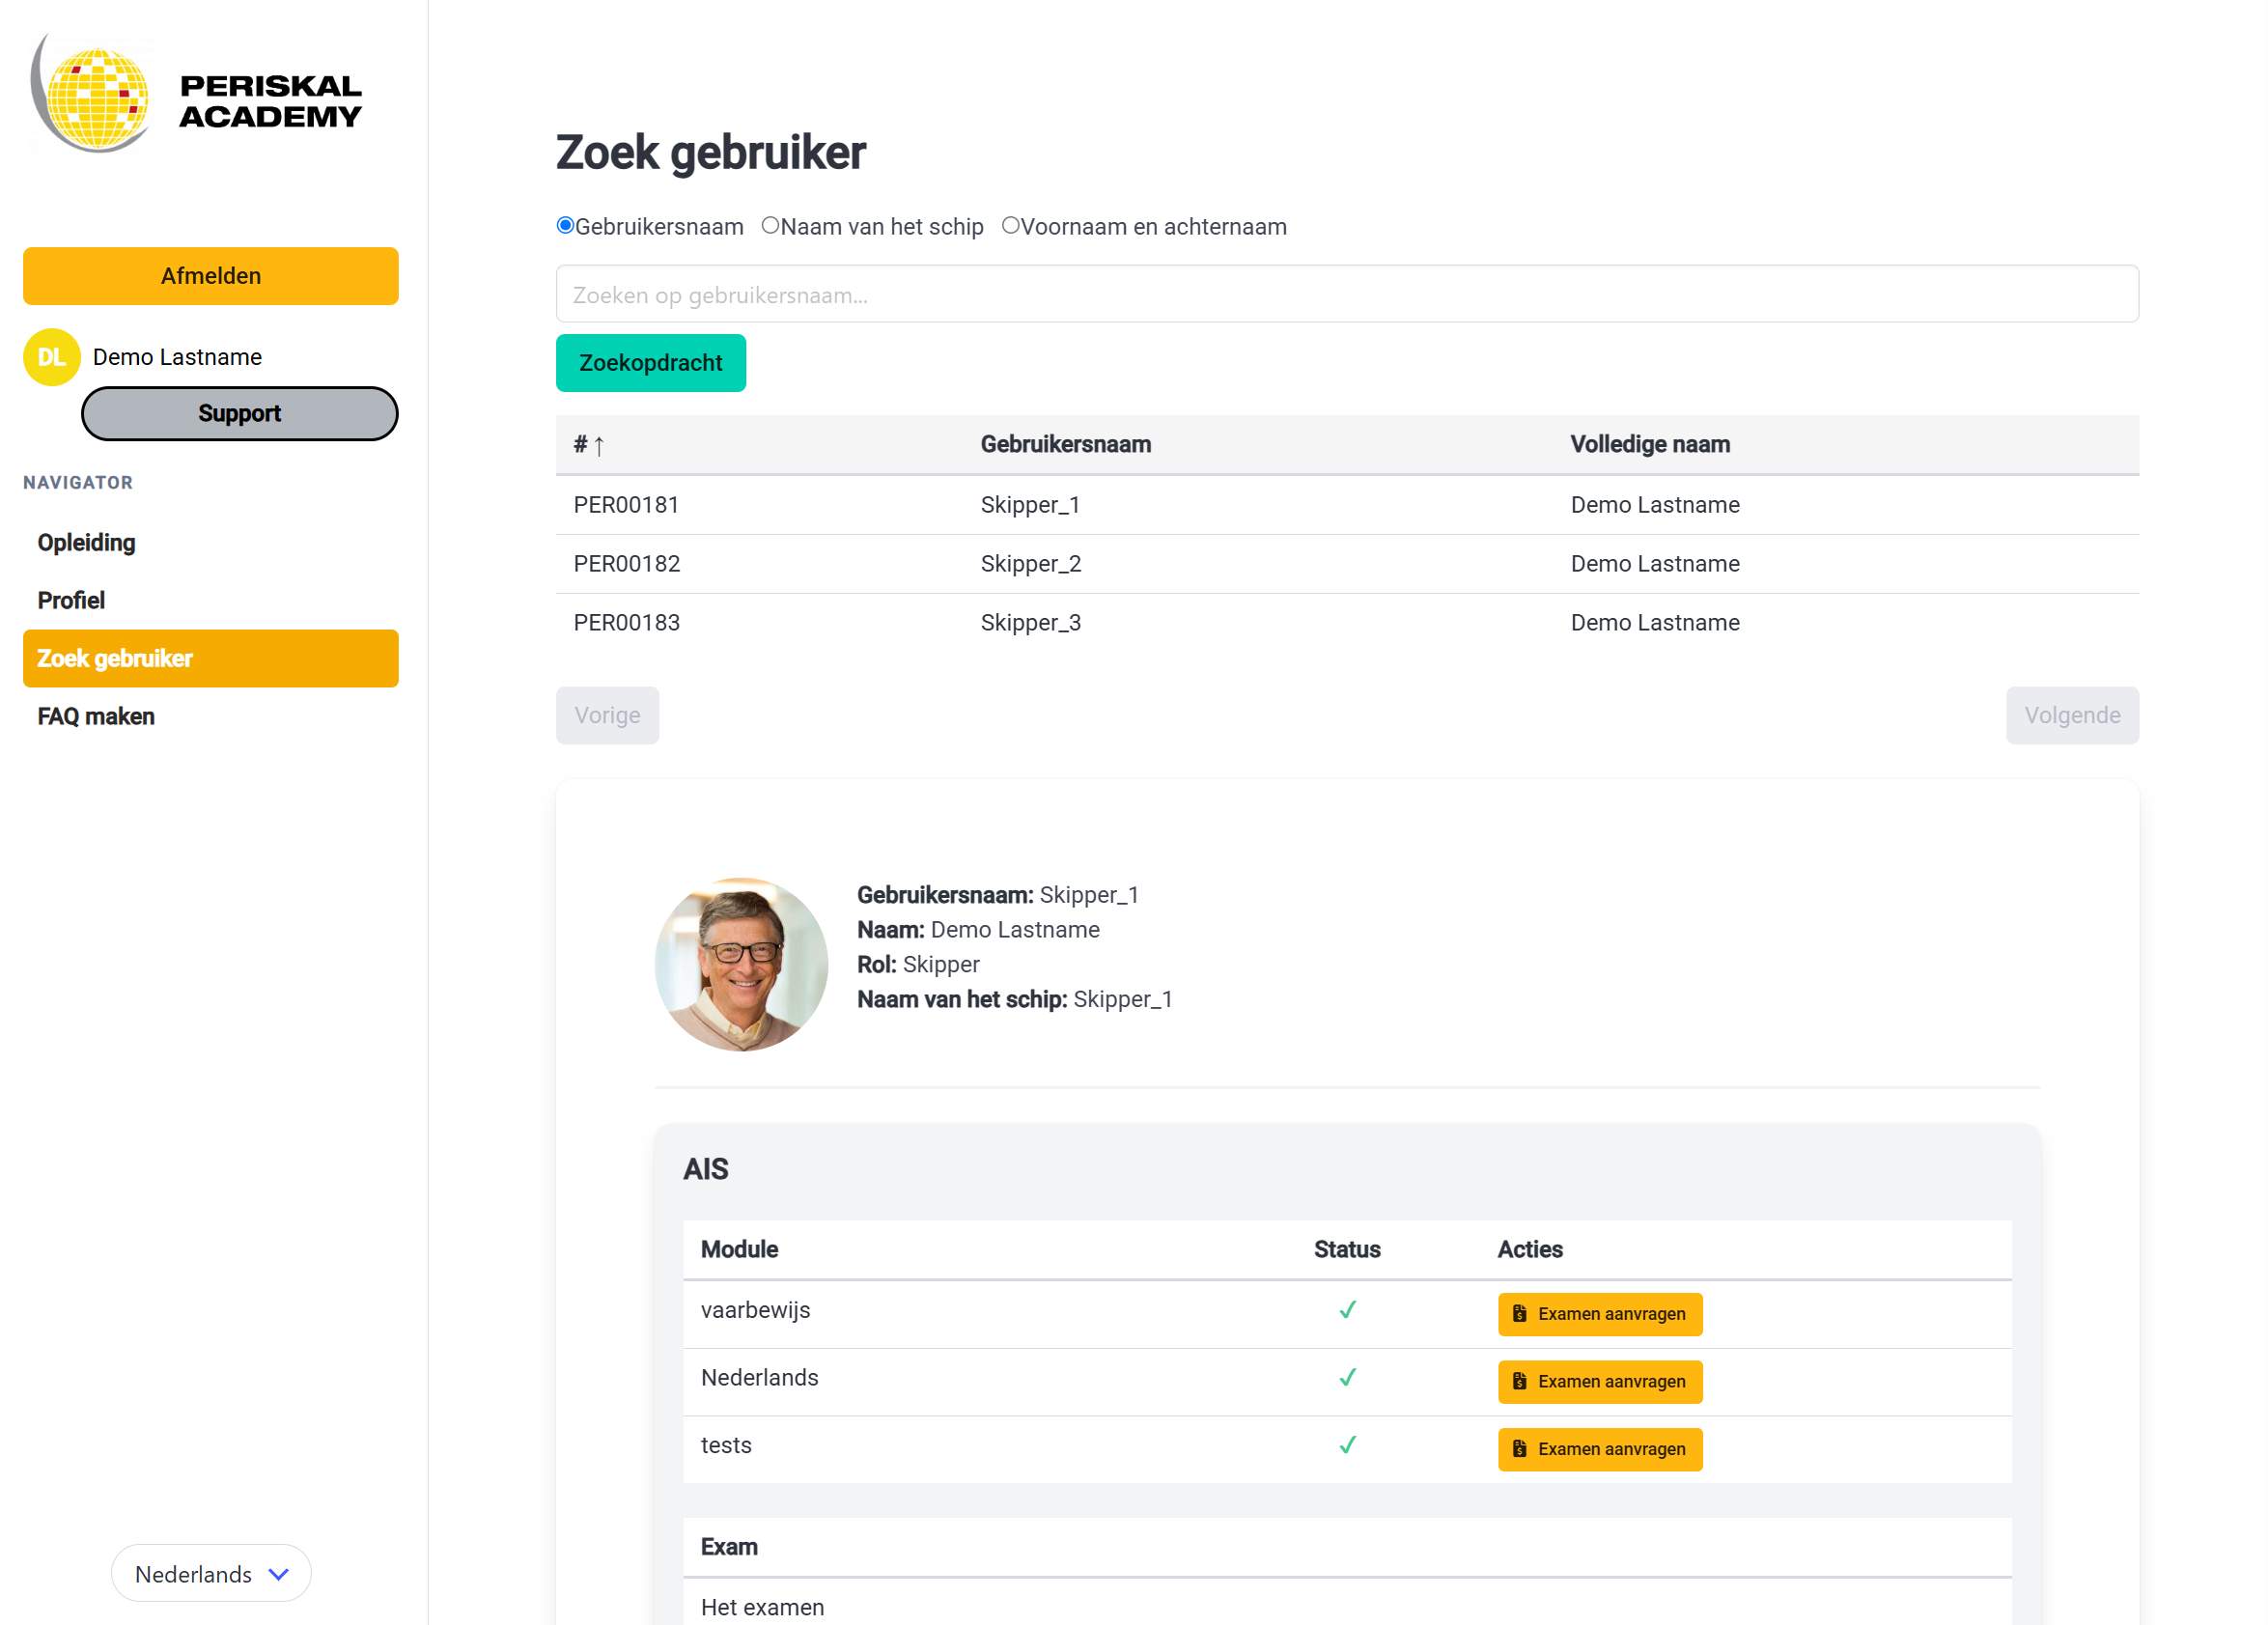 PERISKAL
ACADEMY
Afmelden
DL Demo Lastname
Support
NAVIGATOR
Opleiding
Profiel
Zoek gebruiker
FAQ maken
Nederlands
Zoek gebruiker
Gebruikersnaam Naam van het schip Voornaam en achternaam
Zoeken op gebruikersnaam...
Zoekopdracht
# ↑ Gebruikersnaam Volledige naam
PER00181 Skipper_1 Demo Lastname
PER00182 Skipper_2 Demo Lastname
PER00183 Skipper_3 Demo Lastname
Vorige Volgende
Gebruikersnaam: Skipper_1
Naam: Demo Lastname
Rol: Skipper
Naam van het schip: Skipper_1
AIS
Module Status Acties
vaarbewijs ✓ Examen aanvragen
Nederlands ✓ Examen aanvragen
tests ✓ Examen aanvragen
Exam
Het examen